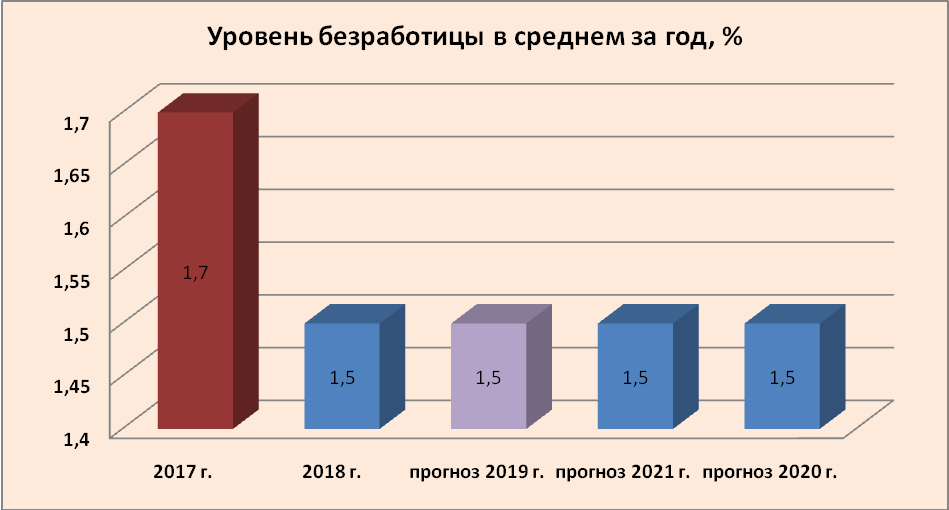 Уровень безработицы в среднем за год, %
1,7
1,65
1,6
1,55
1,5
1,45
1,4
1,7
1,5
1,5
1,5
1,5
2017 г.
2018 г.
прогноз 2019 г.
прогноз 2021 г.
прогноз 2020 г.